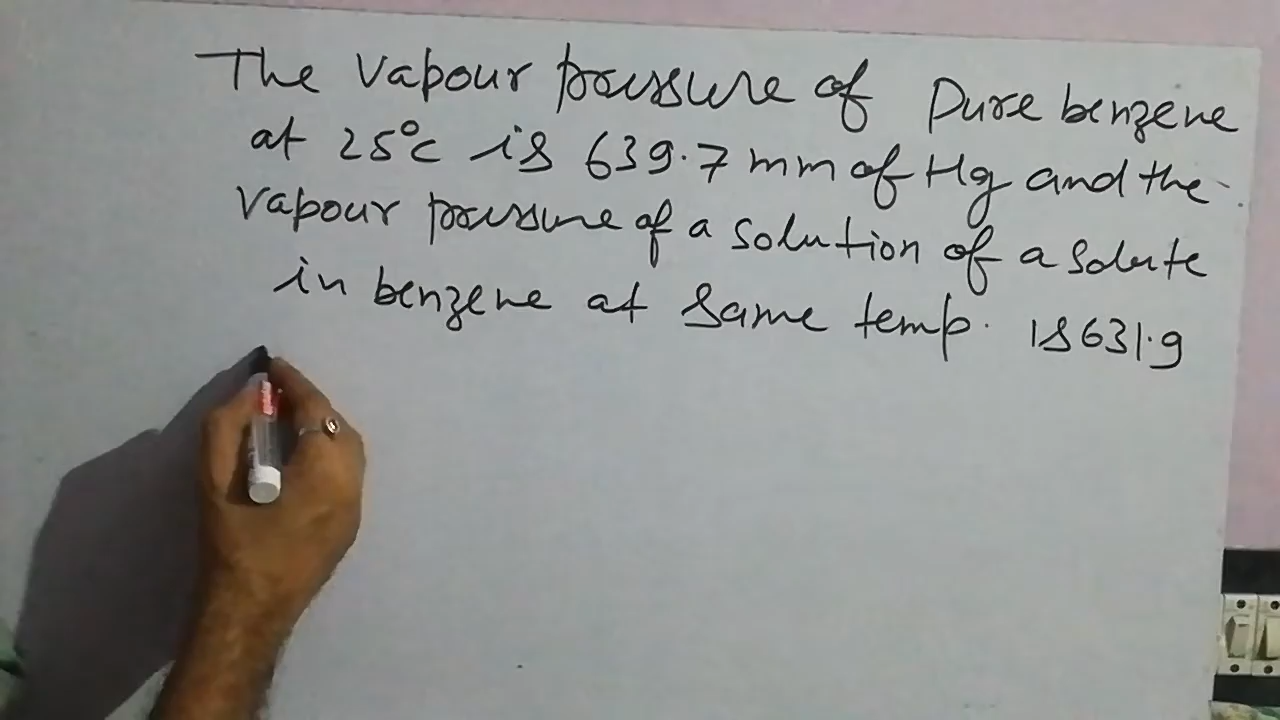 The vapour pressure of pure benzene
at 25°C is 639.7 mm of Hg and the
vapour pressure of a solution of a solute
in benzene at same temp. is 631.9